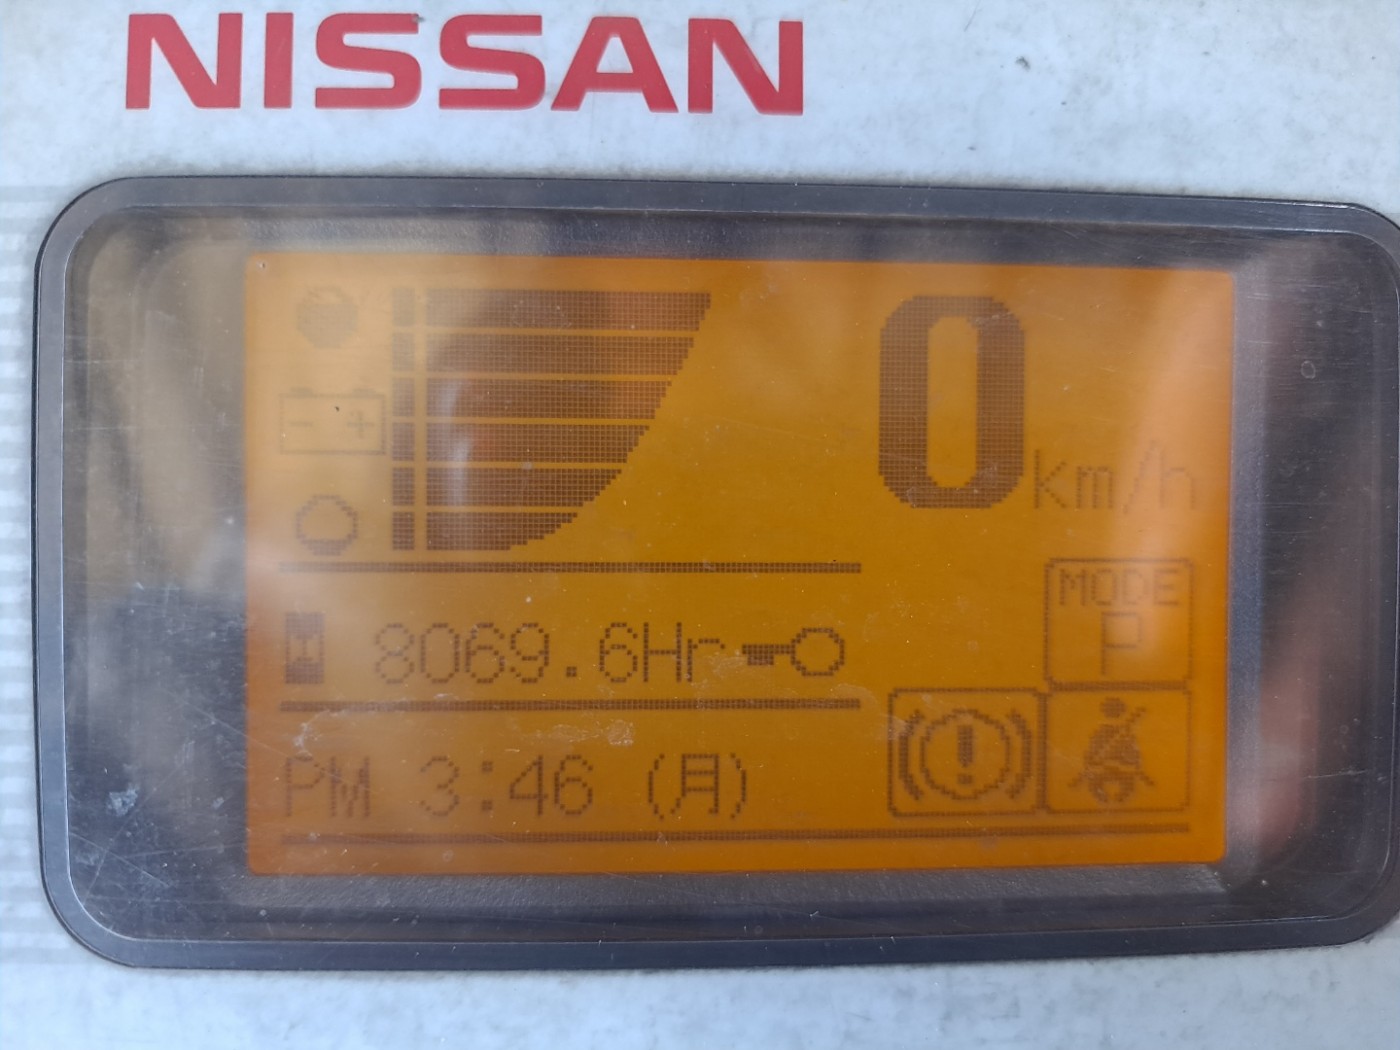 NISSAN
0 km/h
MODE
P
8069.6Hr
PM 3:46 (月)